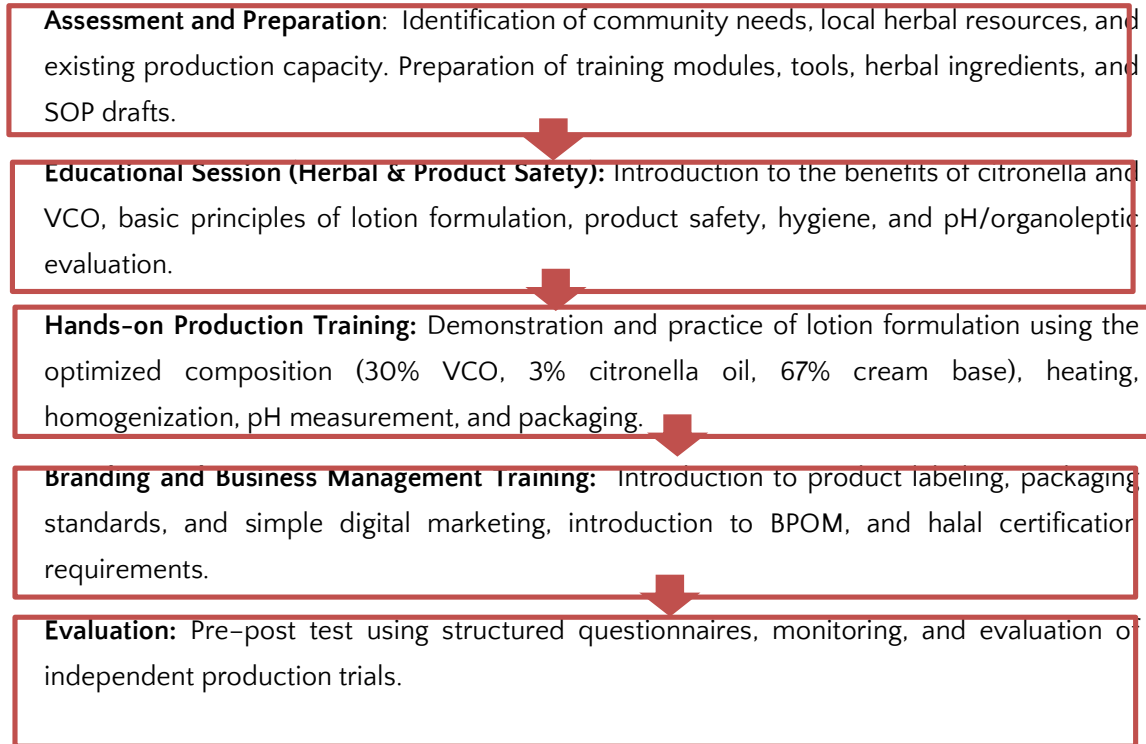 Assessment and Preparation: Identification of community needs, local herbal resources, and
existing production capacity. Preparation of training modules, tools, herbal ingredients, and
SOP drafts.
Educational Session (Herbal & Product Safety): Introduction to the benefits of citronella and
VCO, basic principles of lotion formulation, product safety, hygiene, and pH/organoleptic
evaluation.
Hands-on Production Training: Demonstration and practice of lotion formulation using the
optimized composition (30% VCO, 3% citronella oil, 67% cream base), heating,
homogenization, pH measurement, and packaging.
Branding and Business Management Training: Introduction to product labeling, packaging
standards, and simple digital marketing, introduction to BPOM, and halal certification
requirements.
Evaluation: Pre–post test using structured questionnaires, monitoring, and evaluation of
independent production trials.